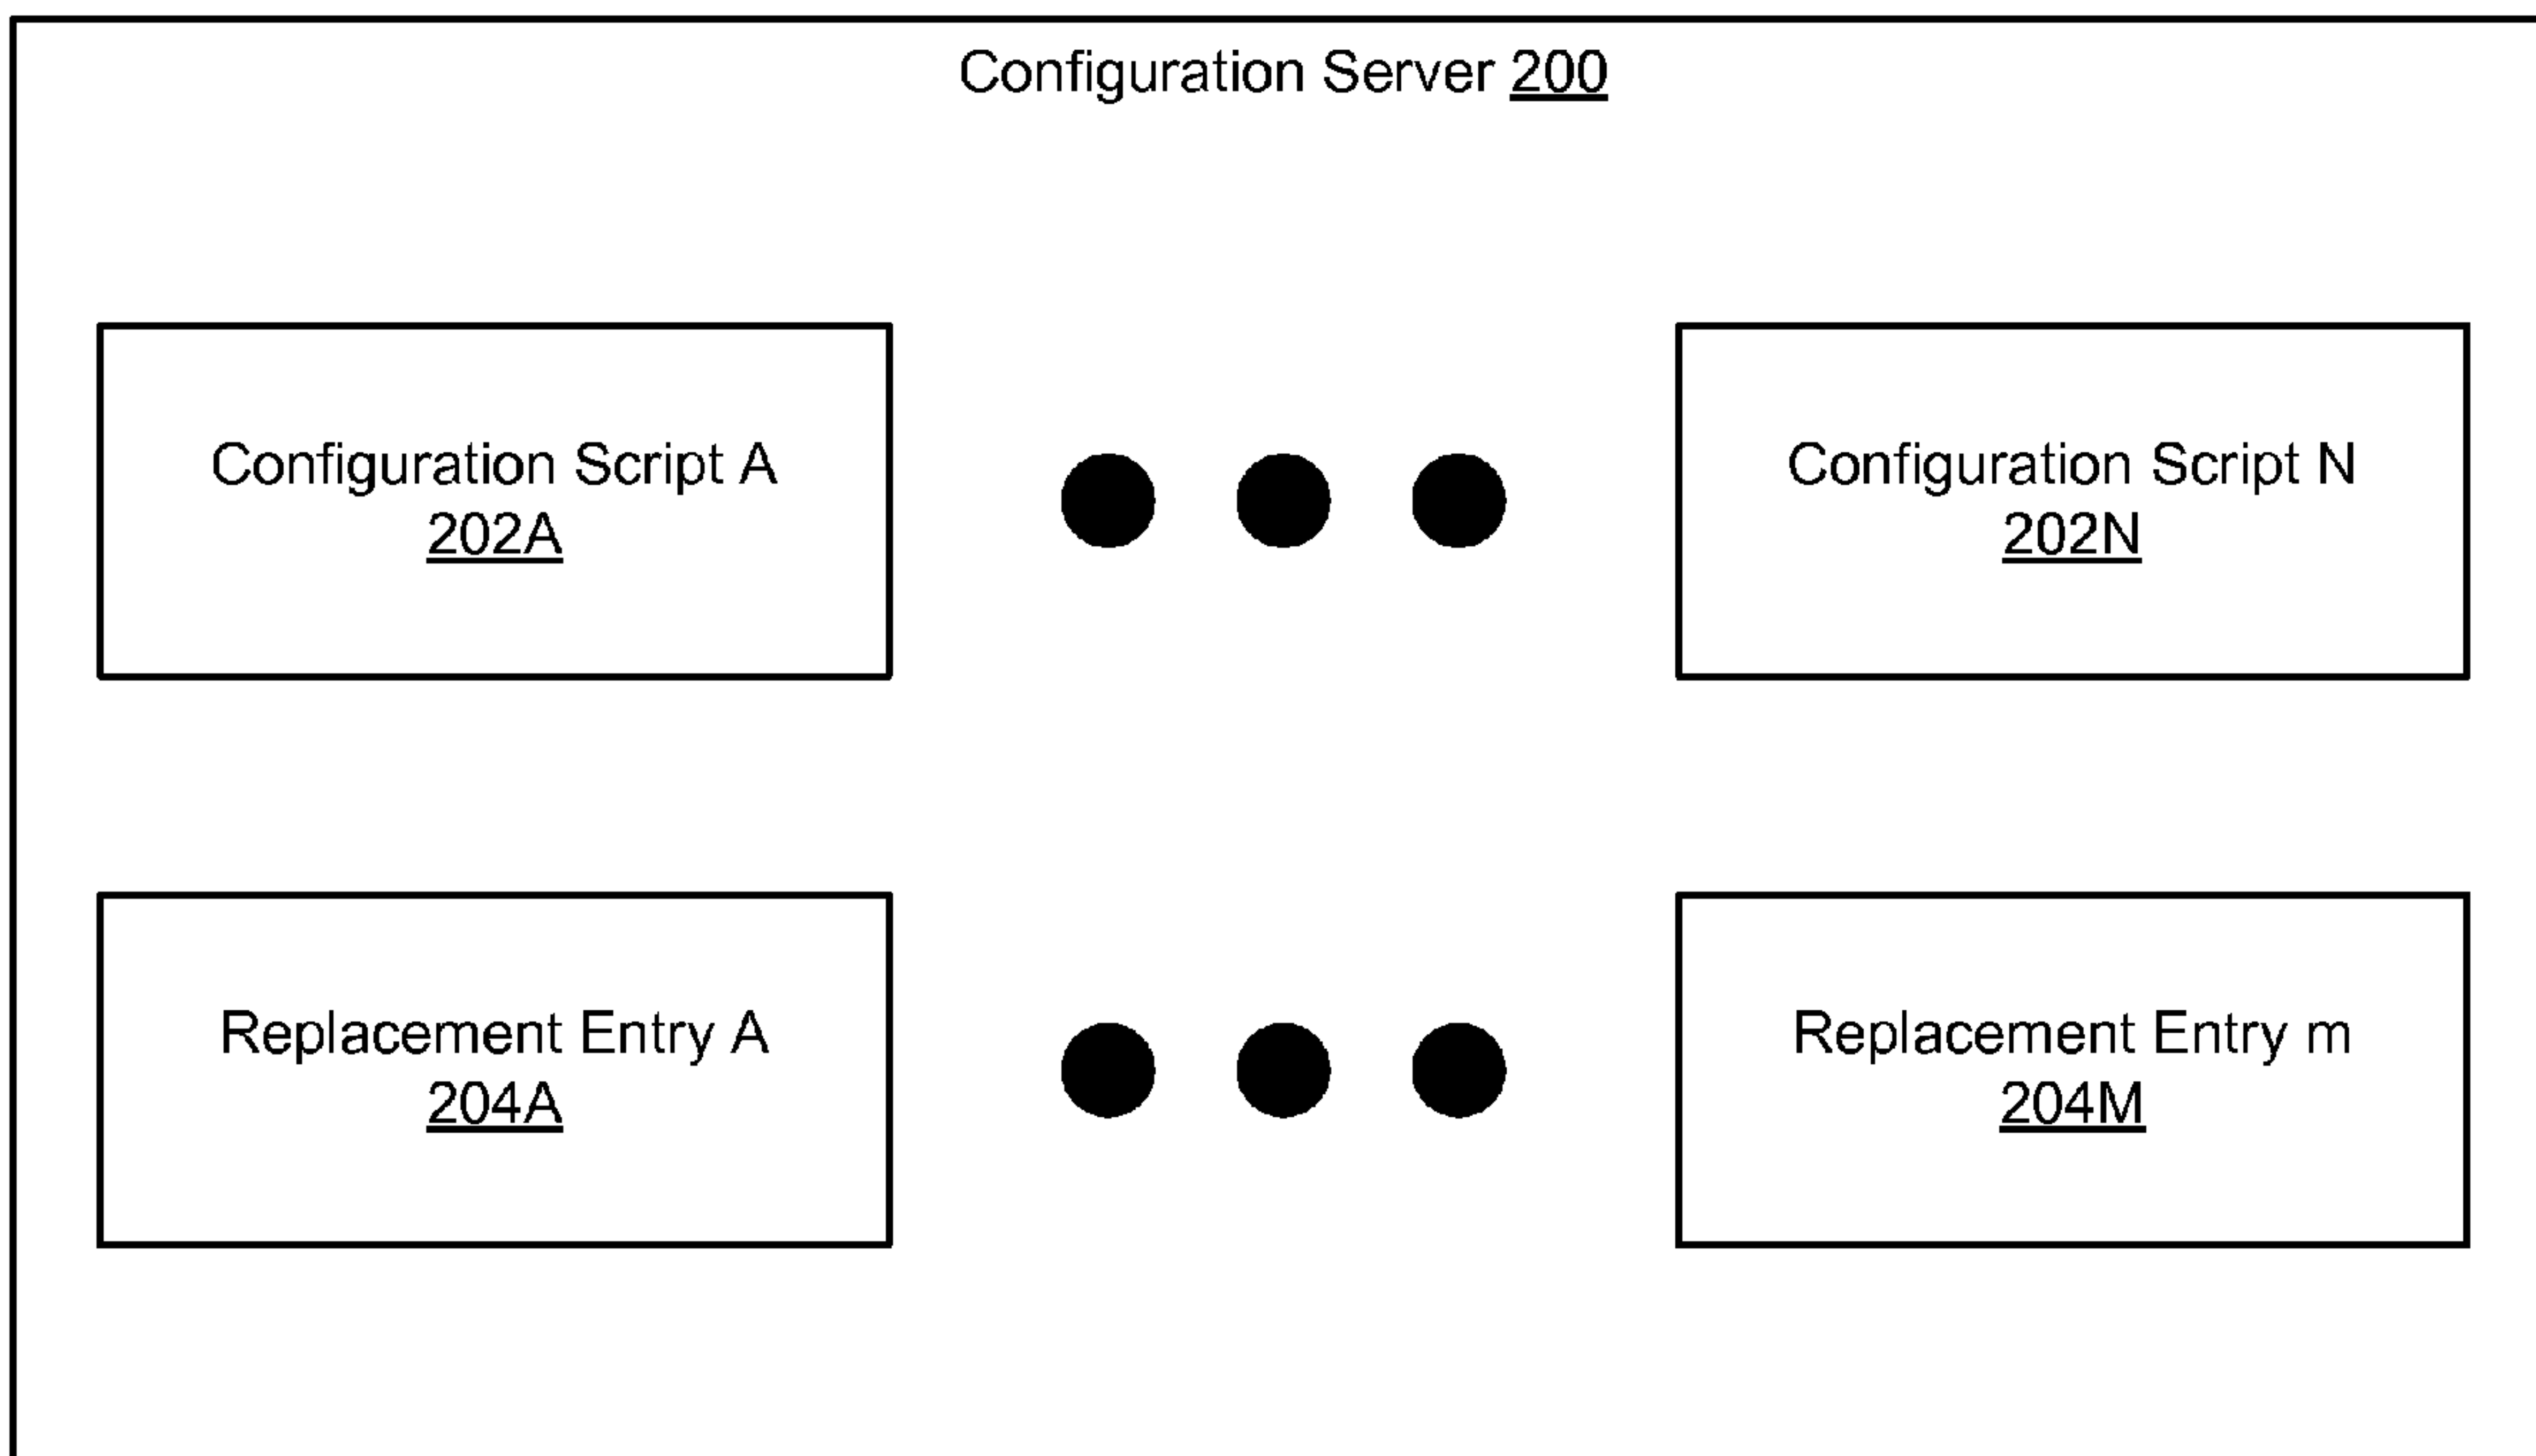 Configuration Server 200
Configuration Script A
202A
Configuration Script N
202N
Replacement Entry A
204A
Replacement Entry m
204M